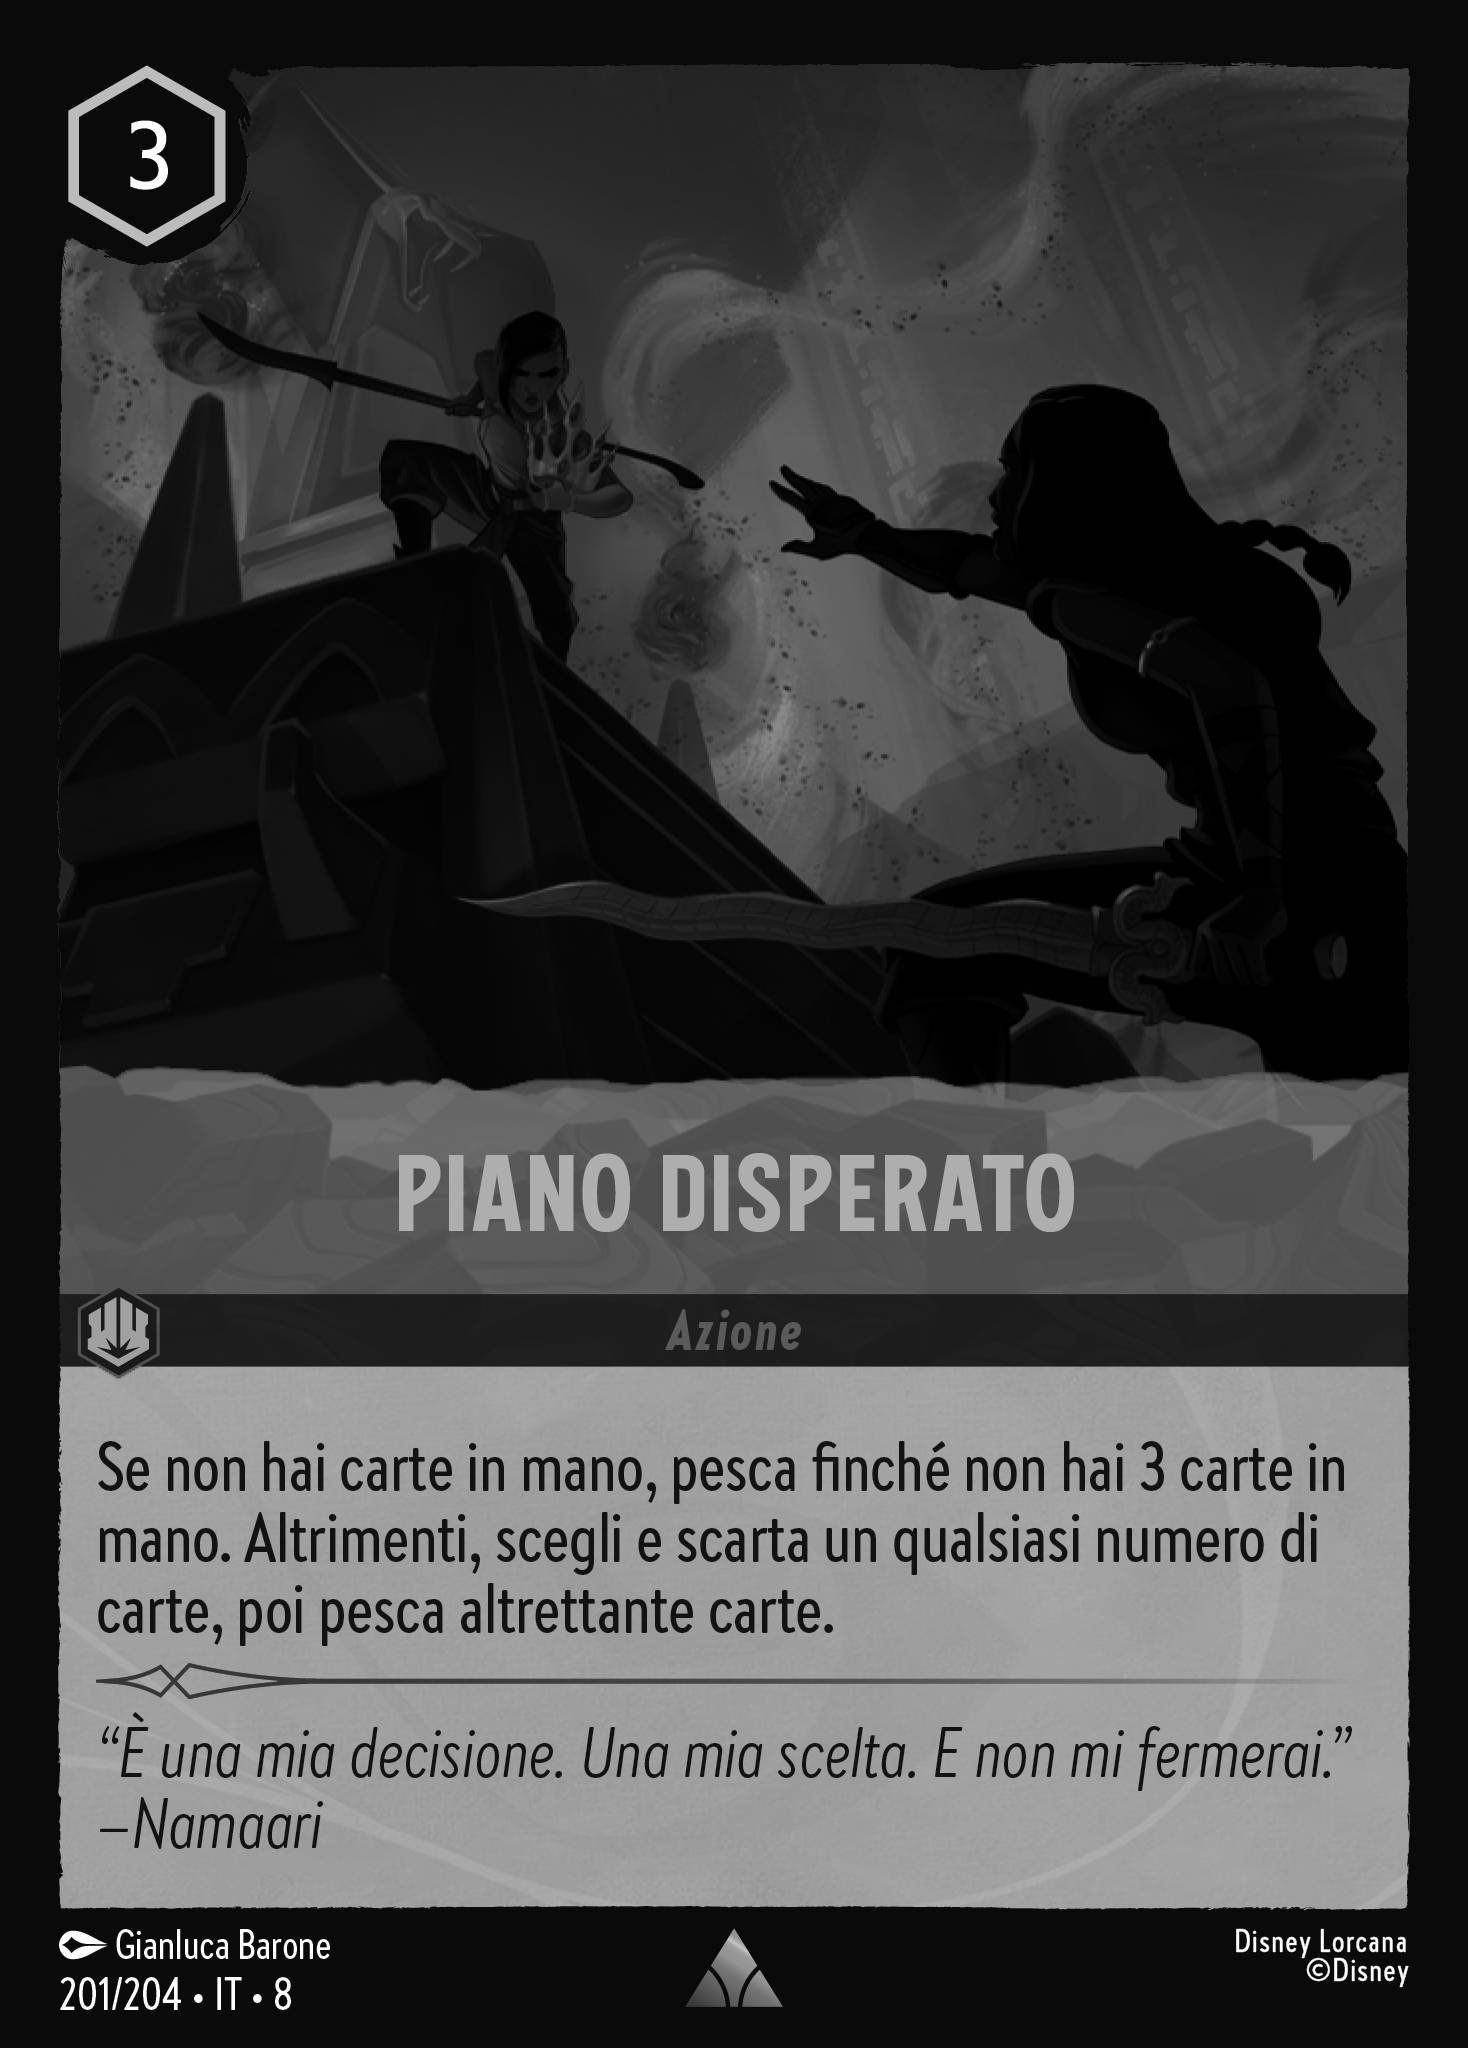 3
PIANO DISPERATO
Azione
Se non hai carte in mano, pesca finché non hai 3 carte in
mano. Altrimenti, scegli e scarta un qualsiasi numero di
carte, poi pesca altrettante carte.
“È una mia decisione. Una mia scelta. E non mi fermerai.”
–Namaari
Gianluca Barone
201/204 • IT • 8
Disney Lorcana
©Disney